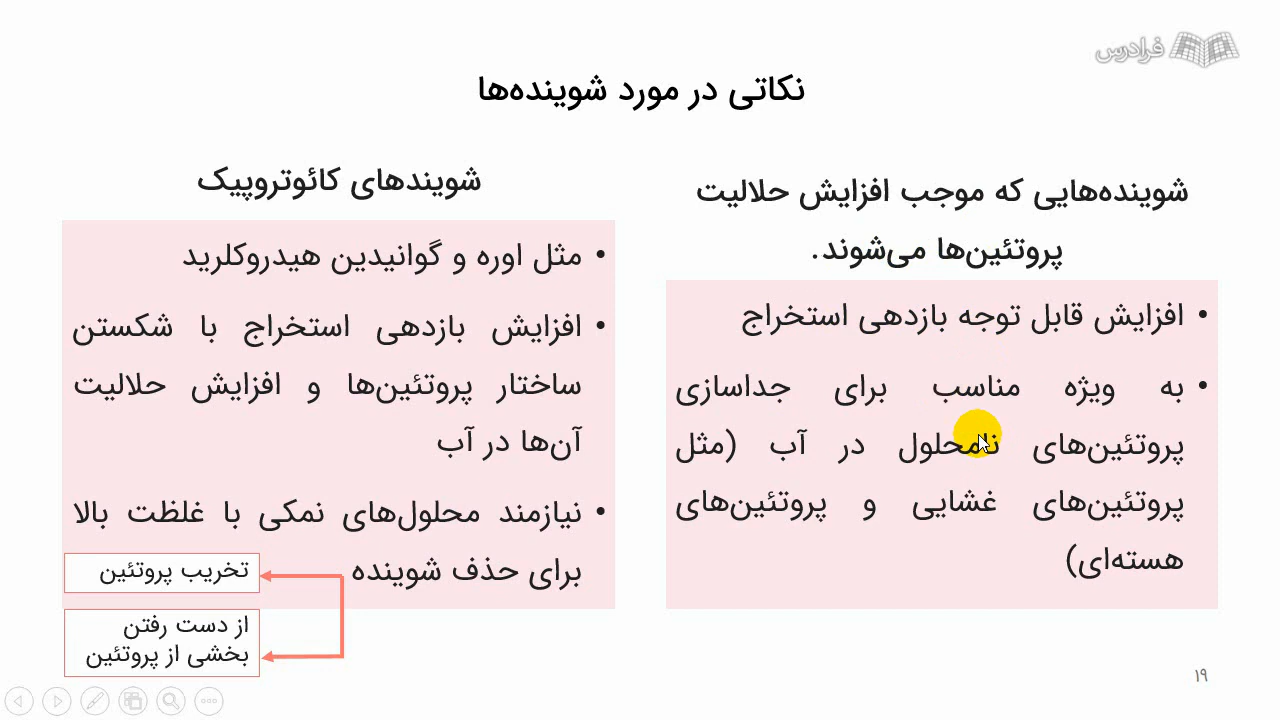 فرادرس
نکاتی در مورد شوینده‌ها
شوینده‌هایی که موجب افزایش حلالیت
پروتئین‌ها می‌شوند.
• افزایش قابل توجه بازدهی استخراج
• به ویژه مناسب برای جداسازی
پروتئین‌های نامحلول در آب (مثل
پروتئین‌های غشایی و پروتئین‌های
هسته‌ای)
شویندهای کائوتروپیک
• مثل اوره و گوانیدین هیدروکلرید
• افزایش بازدهی استخراج با شکستن
ساختار پروتئین‌ها و افزایش حلالیت
آن‌ها در آب
• نیازمند محلول‌های نمکی با غلظت بالا
برای حذف شوینده
تخریب پروتئین
از دست رفتن
بخشی از پروتئین
۱۹